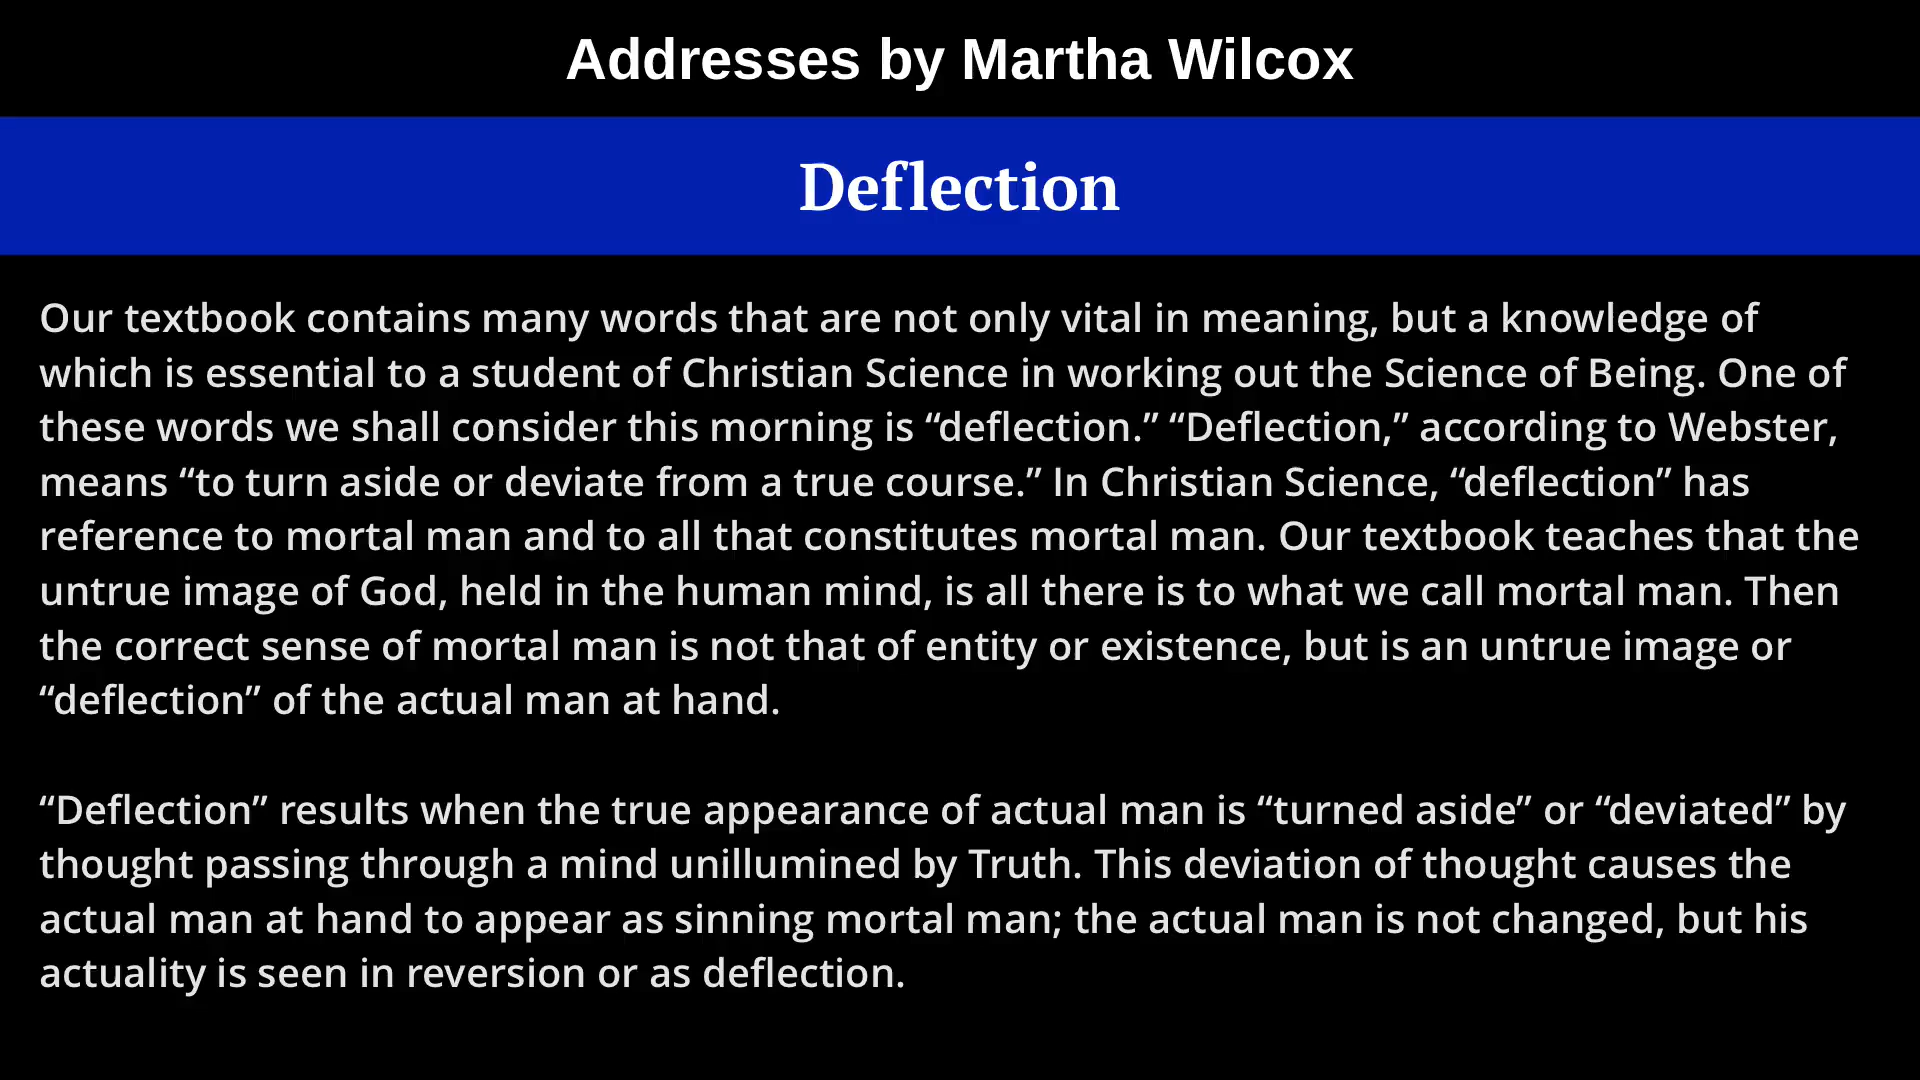 Addresses by Martha Wilcox
Deflection
Our textbook contains many words that are not only vital in meaning, but a knowledge of
which is essential to a student of Christian Science in working out the Science of Being. One of
these words we shall consider this morning is “deflection.” “Deflection,” according to Webster,
means “to turn aside or deviate from a true course.” In Christian Science, “deflection” has
reference to mortal man and to all that constitutes mortal man. Our textbook teaches that the
untrue image of God, held in the human mind, is all there is to what we call mortal man. Then
the correct sense of mortal man is not that of entity or existence, but is an untrue image or
“deflection” of the actual man at hand.
“Deflection” results when the true appearance of actual man is “turned aside” or “deviated” by
thought passing through a mind unillumined by Truth. This deviation of thought causes the
actual man at hand to appear as sinning mortal man; the actual man is not changed, but his
actuality is seen in reversion or as deflection.